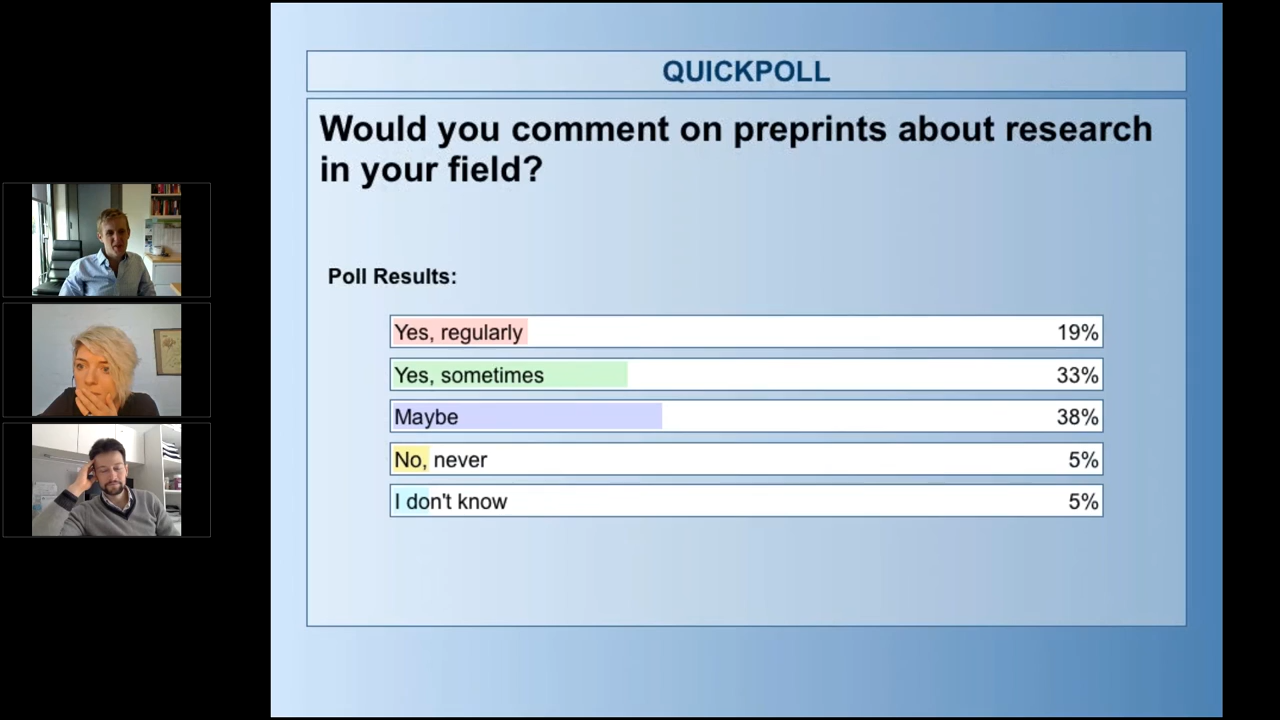 QUICKPOLL
Would you comment on preprints about research
in your field?
Poll Results:
Yes, regularly 19%
Yes, sometimes 33%
Maybe 38%
No, never 5%
I don't know 5%